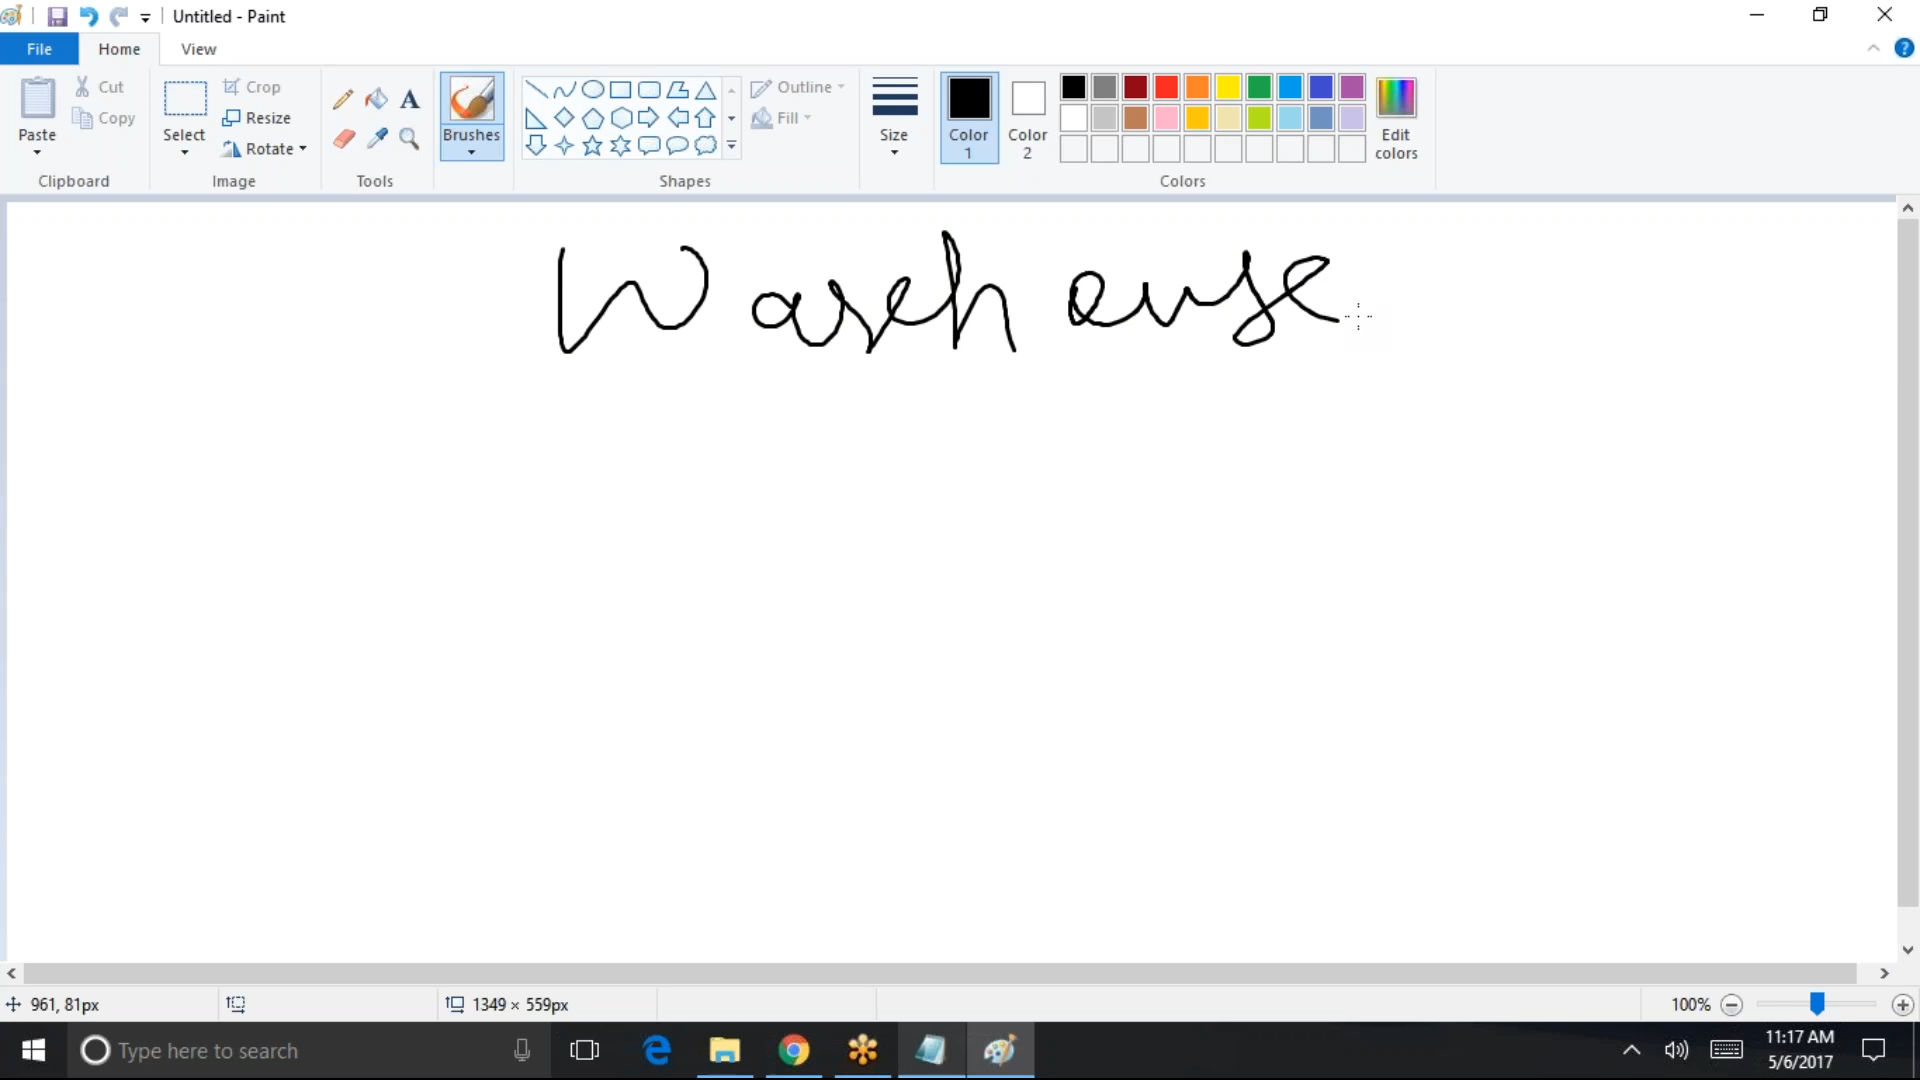 Untitled - Paint
File Home View
Paste Cut Copy Clipboard
Select Crop Resize Rotate Image
A Tools
Brushes
Shapes
Outline Fill
Size
Color 1 Color 2
Edit colors
Colors
?
Warehouse
961, 81px 1349 × 559px 100%
Type here to search
11:17 AM
5/6/2017